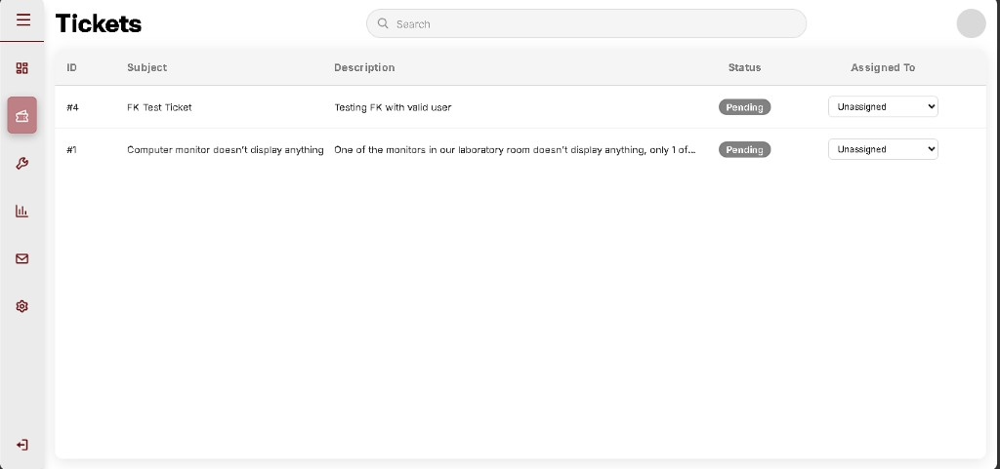 Tickets
Search
ID Subject Description Status Assigned To
#4 FK Test Ticket Testing FK with valid user Pending Unassigned
#1 Computer monitor doesn't display anything One of the monitors in our laboratory room doesn't display anything, only 1 of... Pending Unassigned